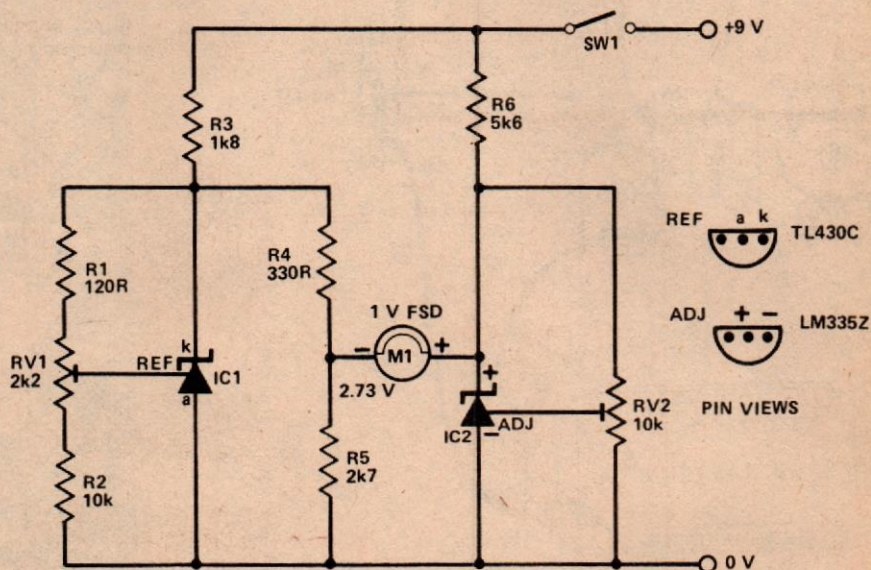 +9 V
SW1
R3
1k8
R6
5k6
REF a k
TL430C
R1
120R
R4
330R
ADJ + −
LM335Z
1 V FSD
k
RV1
2k2
REF
IC1
a
− M1 +
2.73 V
+
IC2
−
ADJ
RV2
10k
PIN VIEWS
R2
10k
R5
2k7
0 V